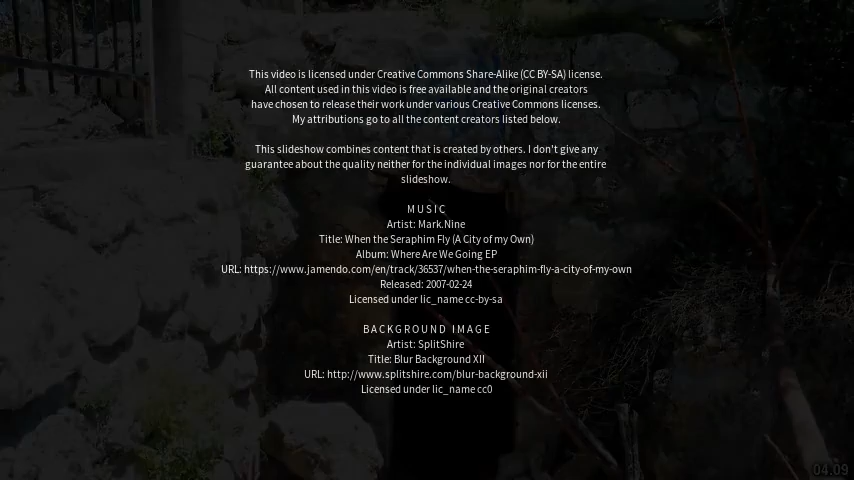 This video is licensed under Creative Commons Share-Alike (CC BY-SA) license.
All content used in this video is free available and the original creators
have chosen to release their work under various Creative Commons licenses.
My attributions go to all the content creators listed below.
This slideshow combines content that is created by others. I don't give any
guarantee about the quality neither for the individual images nor for the entire
slideshow.
MUSIC
Artist: Mark.Nine
Title: When the Seraphim Fly (A City of my Own)
Album: Where Are We Going EP
URL: https://www.jamendo.com/en/track/36537/when-the-seraphim-fly-a-city-of-my-own
Released: 2007-02-24
Licensed under lic_name cc-by-sa
BACKGROUND IMAGE
Artist: SplitShire
Title: Blur Background XII
URL: http://www.splitshire.com/blur-background-xii
Licensed under lic_name cc0
04.09